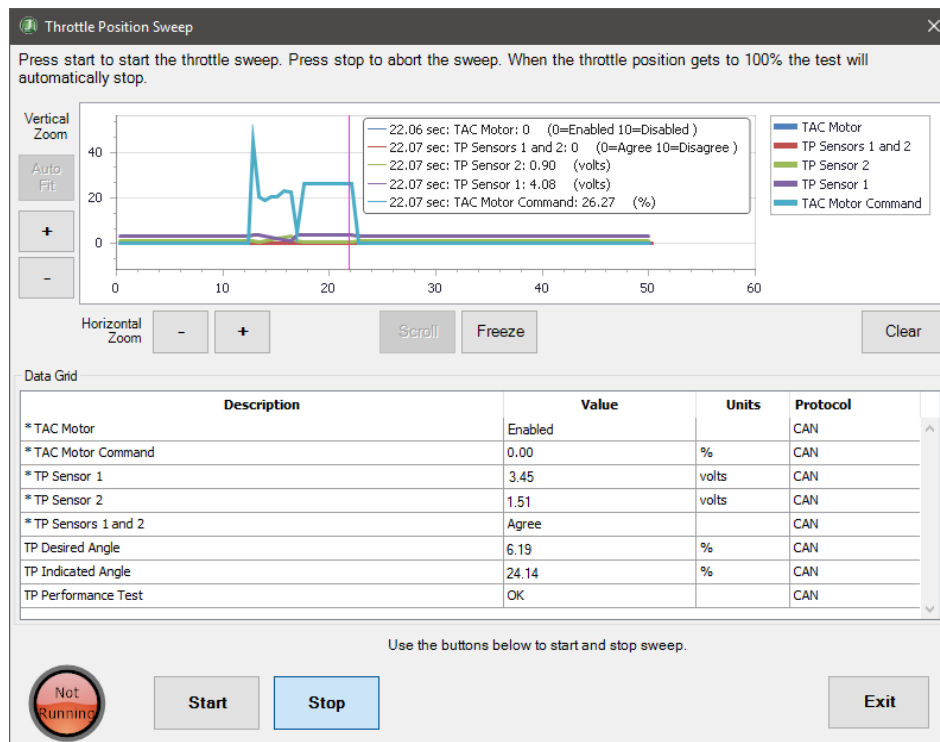 Throttle Position Sweep
Press start to start the throttle sweep. Press stop to abort the sweep. When the throttle position gets to 100% the test will
automatically stop.
Vertical
Zoom
Auto
Fit
+
-
40
20
0
0 10 20 30 40 50 60
22.06 sec: TAC Motor: 0 (0=Enabled 10=Disabled )
22.07 sec: TP Sensors 1 and 2: 0 (0=Agree 10=Disagree )
22.07 sec: TP Sensor 2: 0.90 (volts)
22.07 sec: TP Sensor 1: 4.08 (volts)
22.07 sec: TAC Motor Command: 26.27 (%)
TAC Motor
TP Sensors 1 and 2
TP Sensor 2
TP Sensor 1
TAC Motor Command
Horizontal
Zoom
- + Scroll Freeze Clear
Data Grid
Description Value Units Protocol
* TAC Motor Enabled CAN
* TAC Motor Command 0.00 % CAN
* TP Sensor 1 3.45 volts CAN
* TP Sensor 2 1.51 volts CAN
* TP Sensors 1 and 2 Agree CAN
TP Desired Angle 6.19 % CAN
TP Indicated Angle 24.14 % CAN
TP Performance Test OK CAN
Use the buttons below to start and stop sweep.
Not
Running
Start Stop Exit